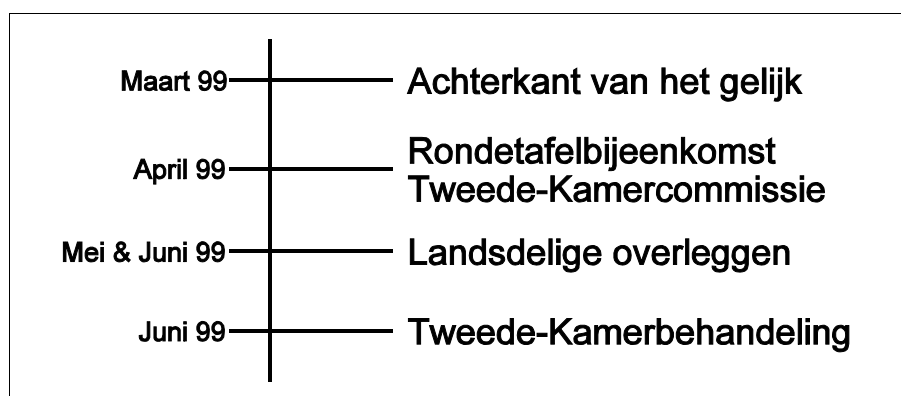 Maart 99
Achterkant van het gelijk
April 99
Rondetafelbijeenkomst
Tweede-Kamercommissie
Mei & Juni 99
Landsdelige overleggen
Juni 99
Tweede-Kamerbehandeling